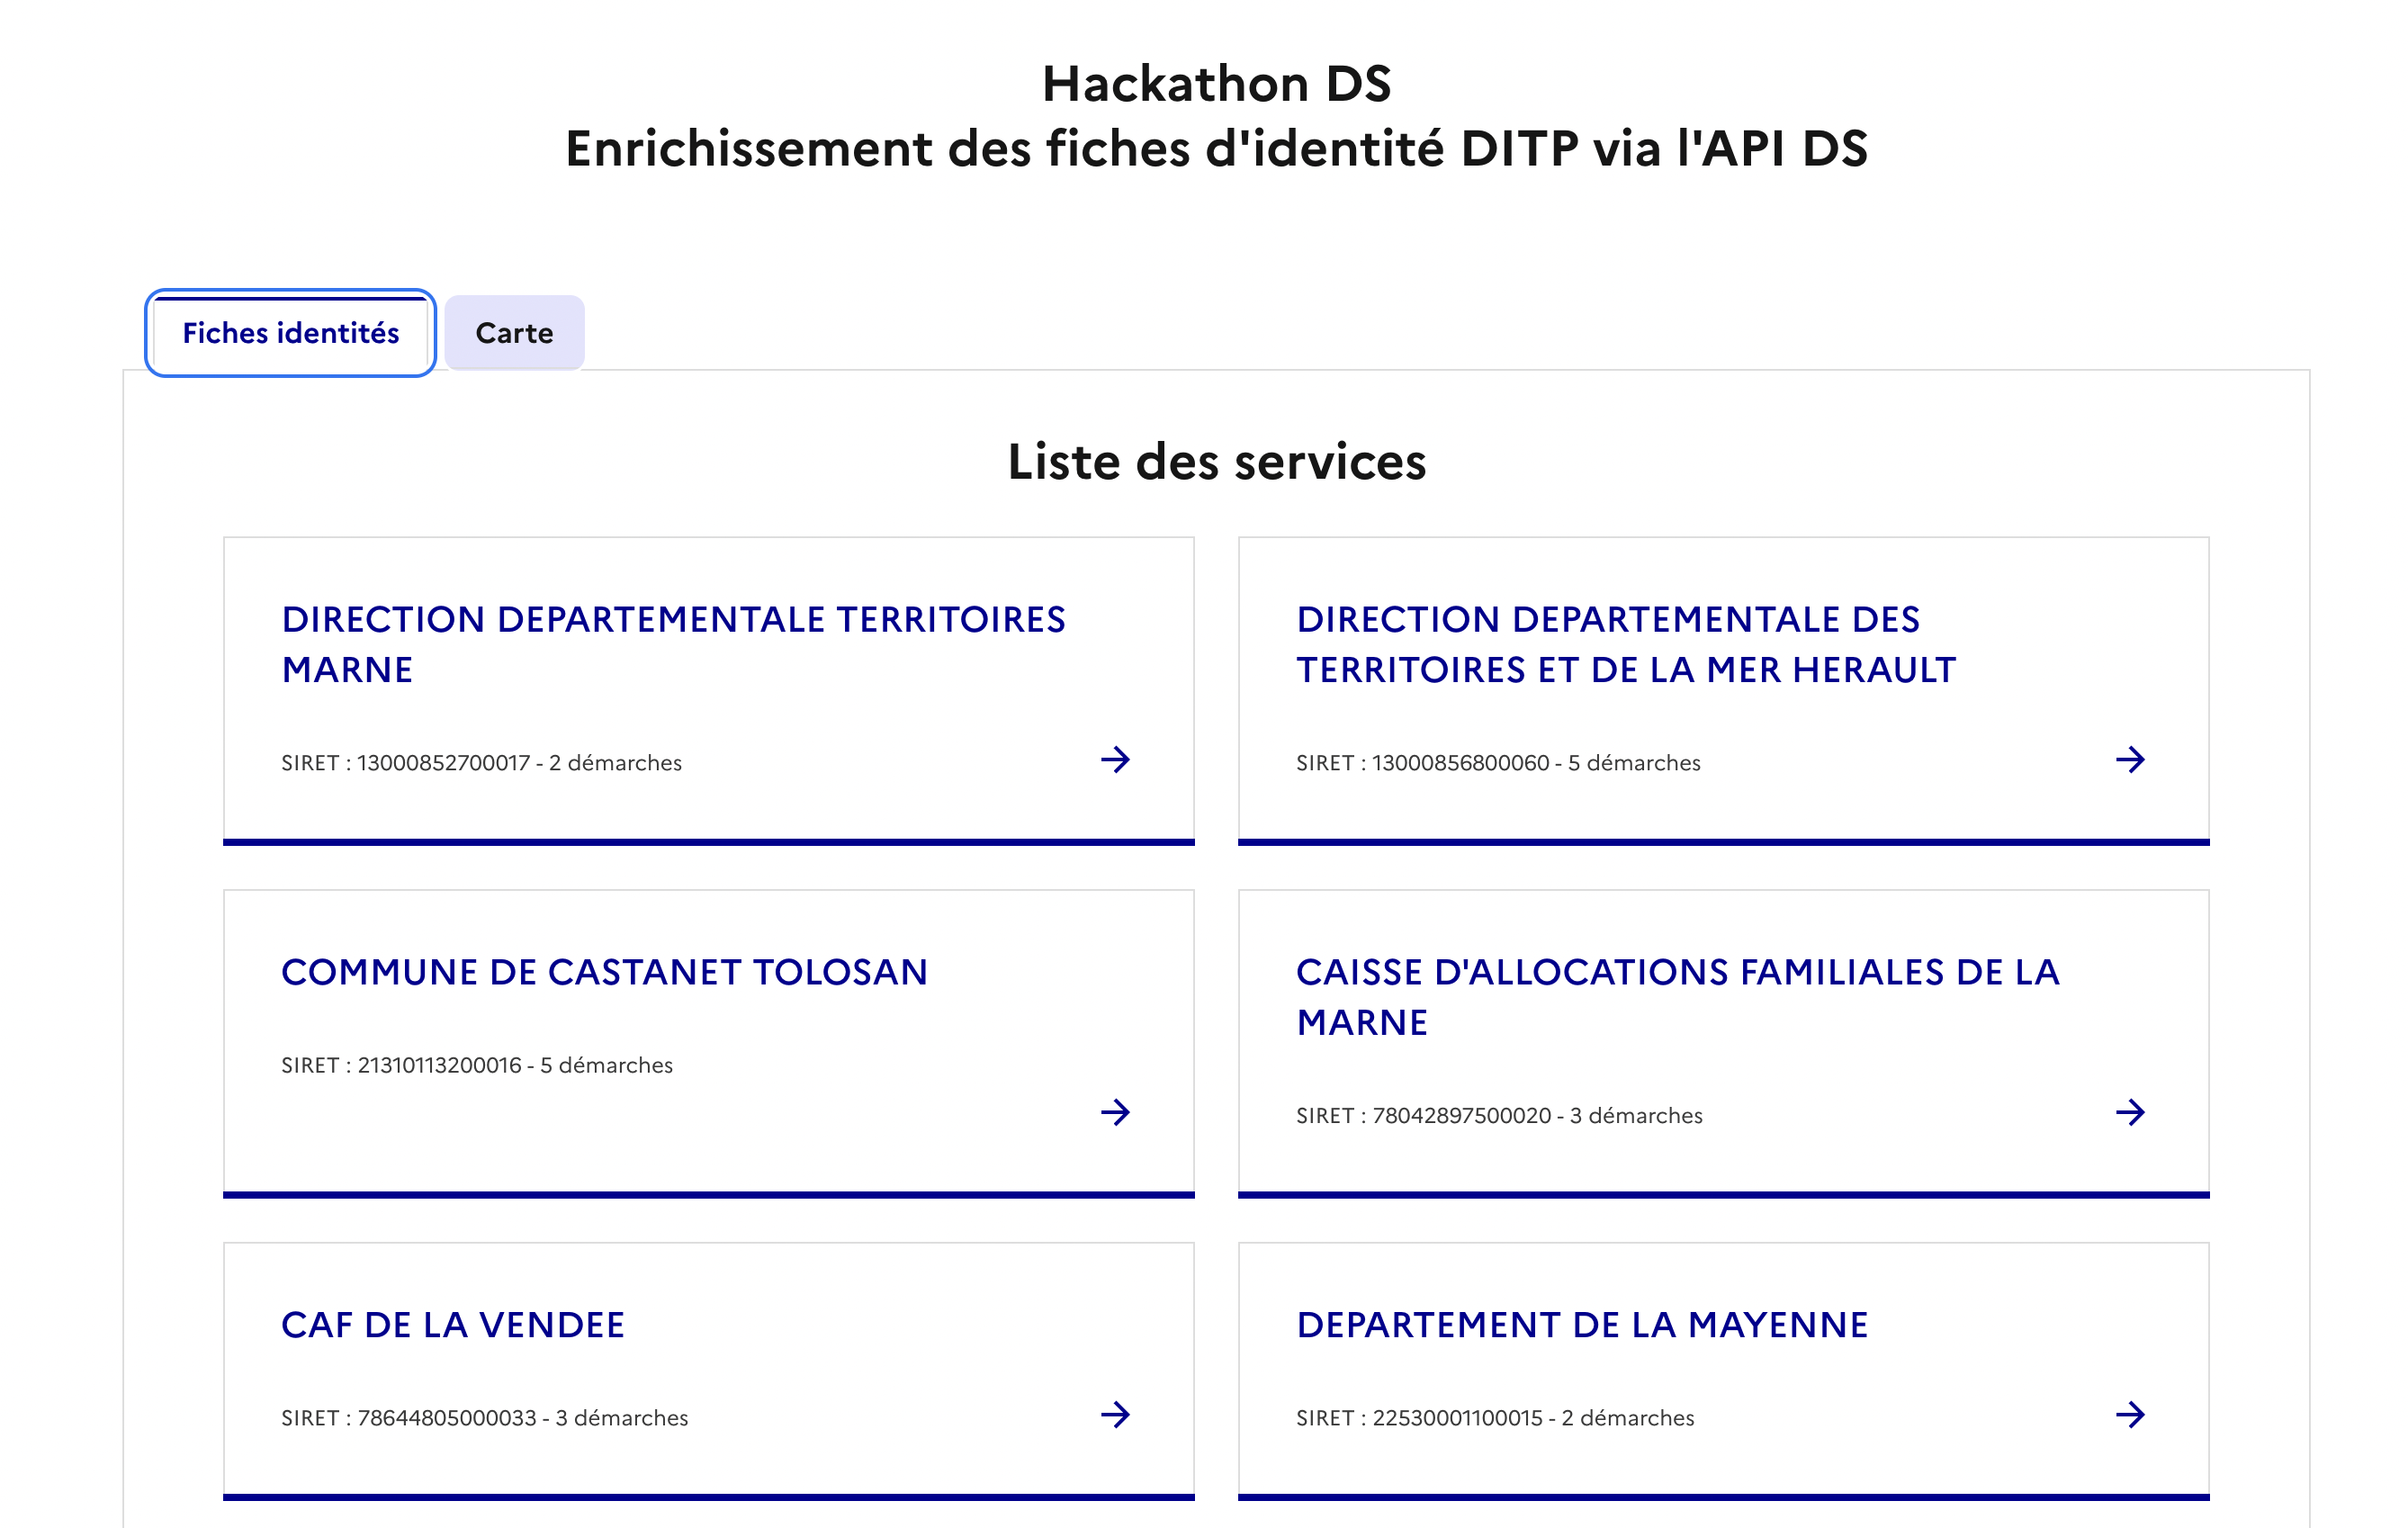 Hackathon DS
Enrichissement des fiches d'identité DITP via l'API DS
Fiches identités
Carte
Liste des services
DIRECTION DEPARTEMENTALE TERRITOIRES
MARNE
SIRET : 13000852700017 - 2 démarches
DIRECTION DEPARTEMENTALE DES
TERRITOIRES ET DE LA MER HERAULT
SIRET : 13000856800060 - 5 démarches
COMMUNE DE CASTANET TOLOSAN
SIRET : 21310113200016 - 5 démarches
CAISSE D'ALLOCATIONS FAMILIALES DE LA
MARNE
SIRET : 78042897500020 - 3 démarches
CAF DE LA VENDEE
SIRET : 78644805000033 - 3 démarches
DEPARTEMENT DE LA MAYENNE
SIRET : 22530001100015 - 2 démarches